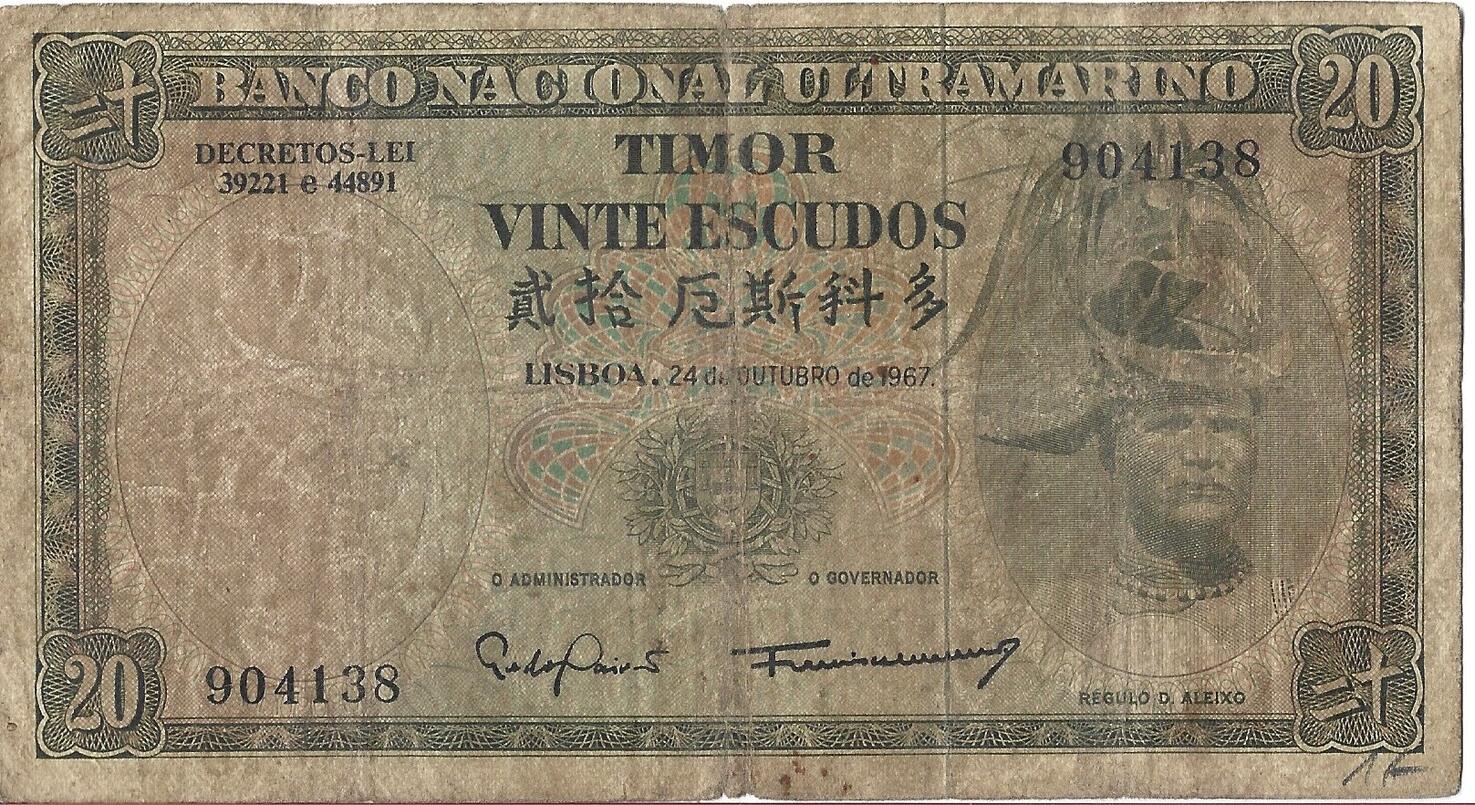 二十
BANCO NACIONAL ULTRAMARINO
20
DECRETOS-LEI
39221 e 44891
TIMOR
904138
VINTE ESCUDOS
貳拾厄斯科多
LISBOA. 24 de OUTUBRO de 1967.
O ADMINISTRADOR
O GOVERNADOR
20
904138
RÉGULO D. ALEIXO
二十